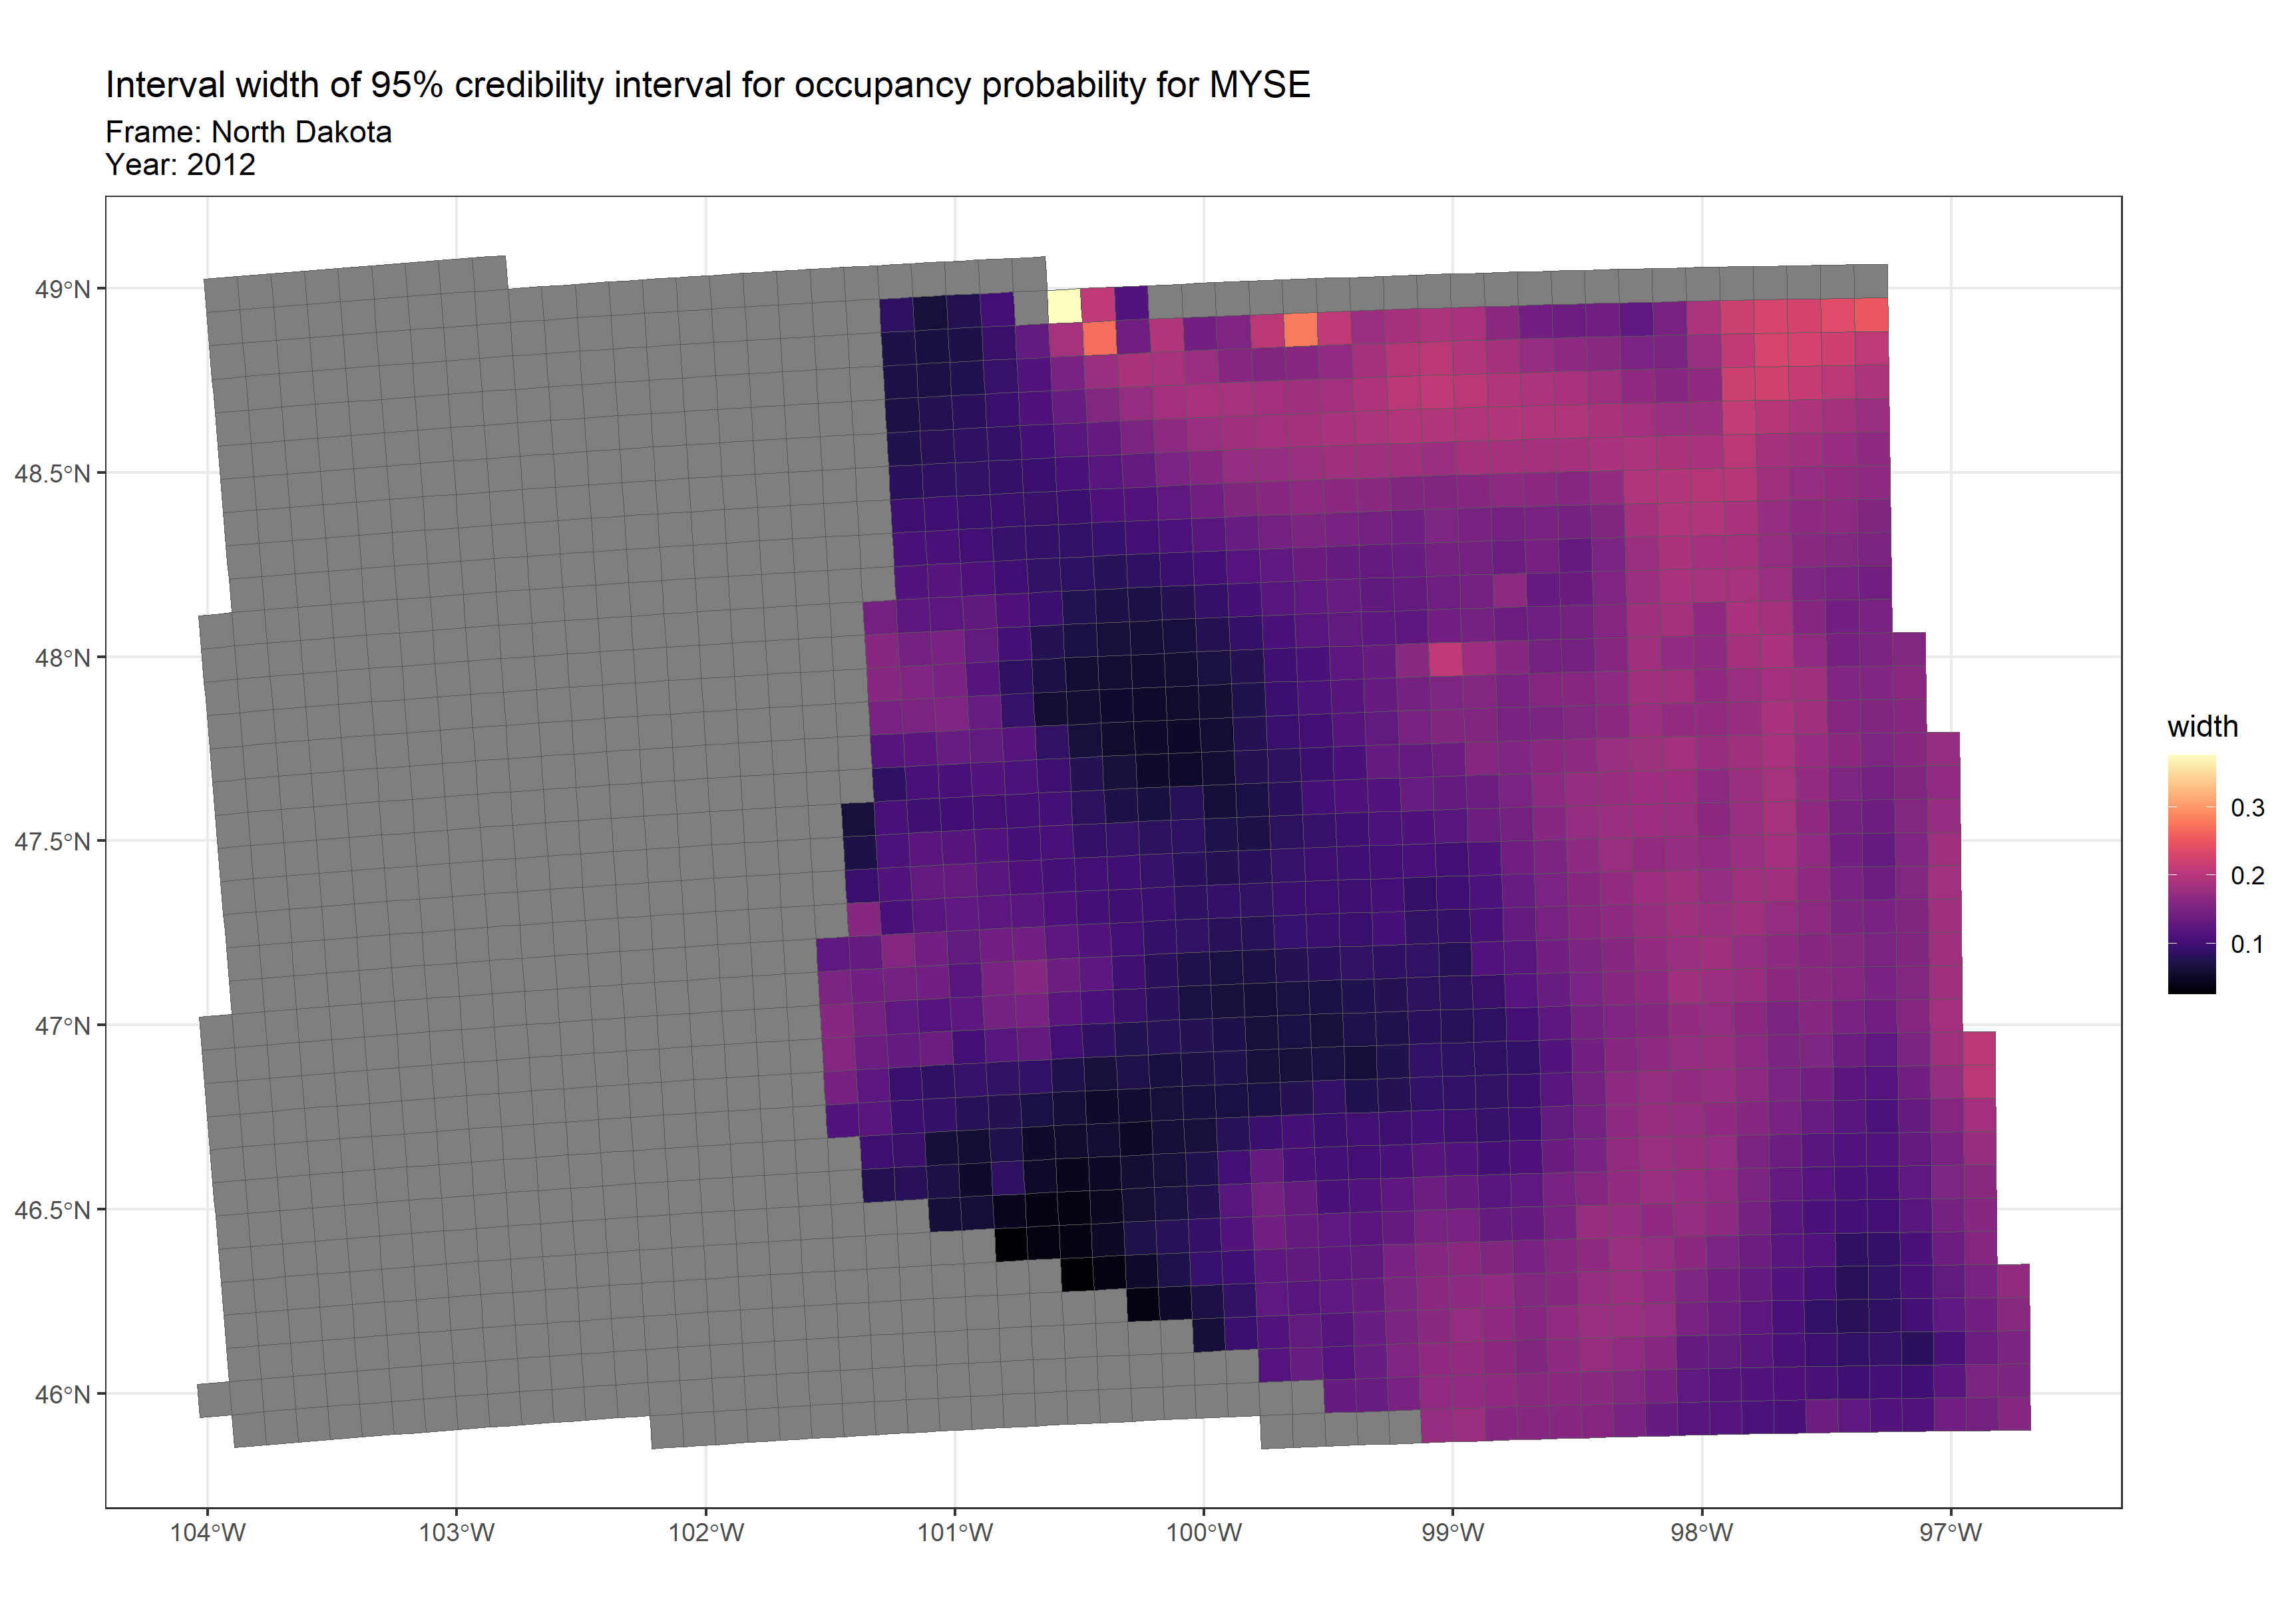 Interval width of 95% credibility interval for occupancy probability for MYSE
Frame: North Dakota
Year: 2012
49°N
48.5°N
48°N
47.5°N
47°N
46.5°N
46°N
104°W
103°W
102°W
101°W
100°W
99°W
98°W
97°W
width
0.3
0.2
0.1